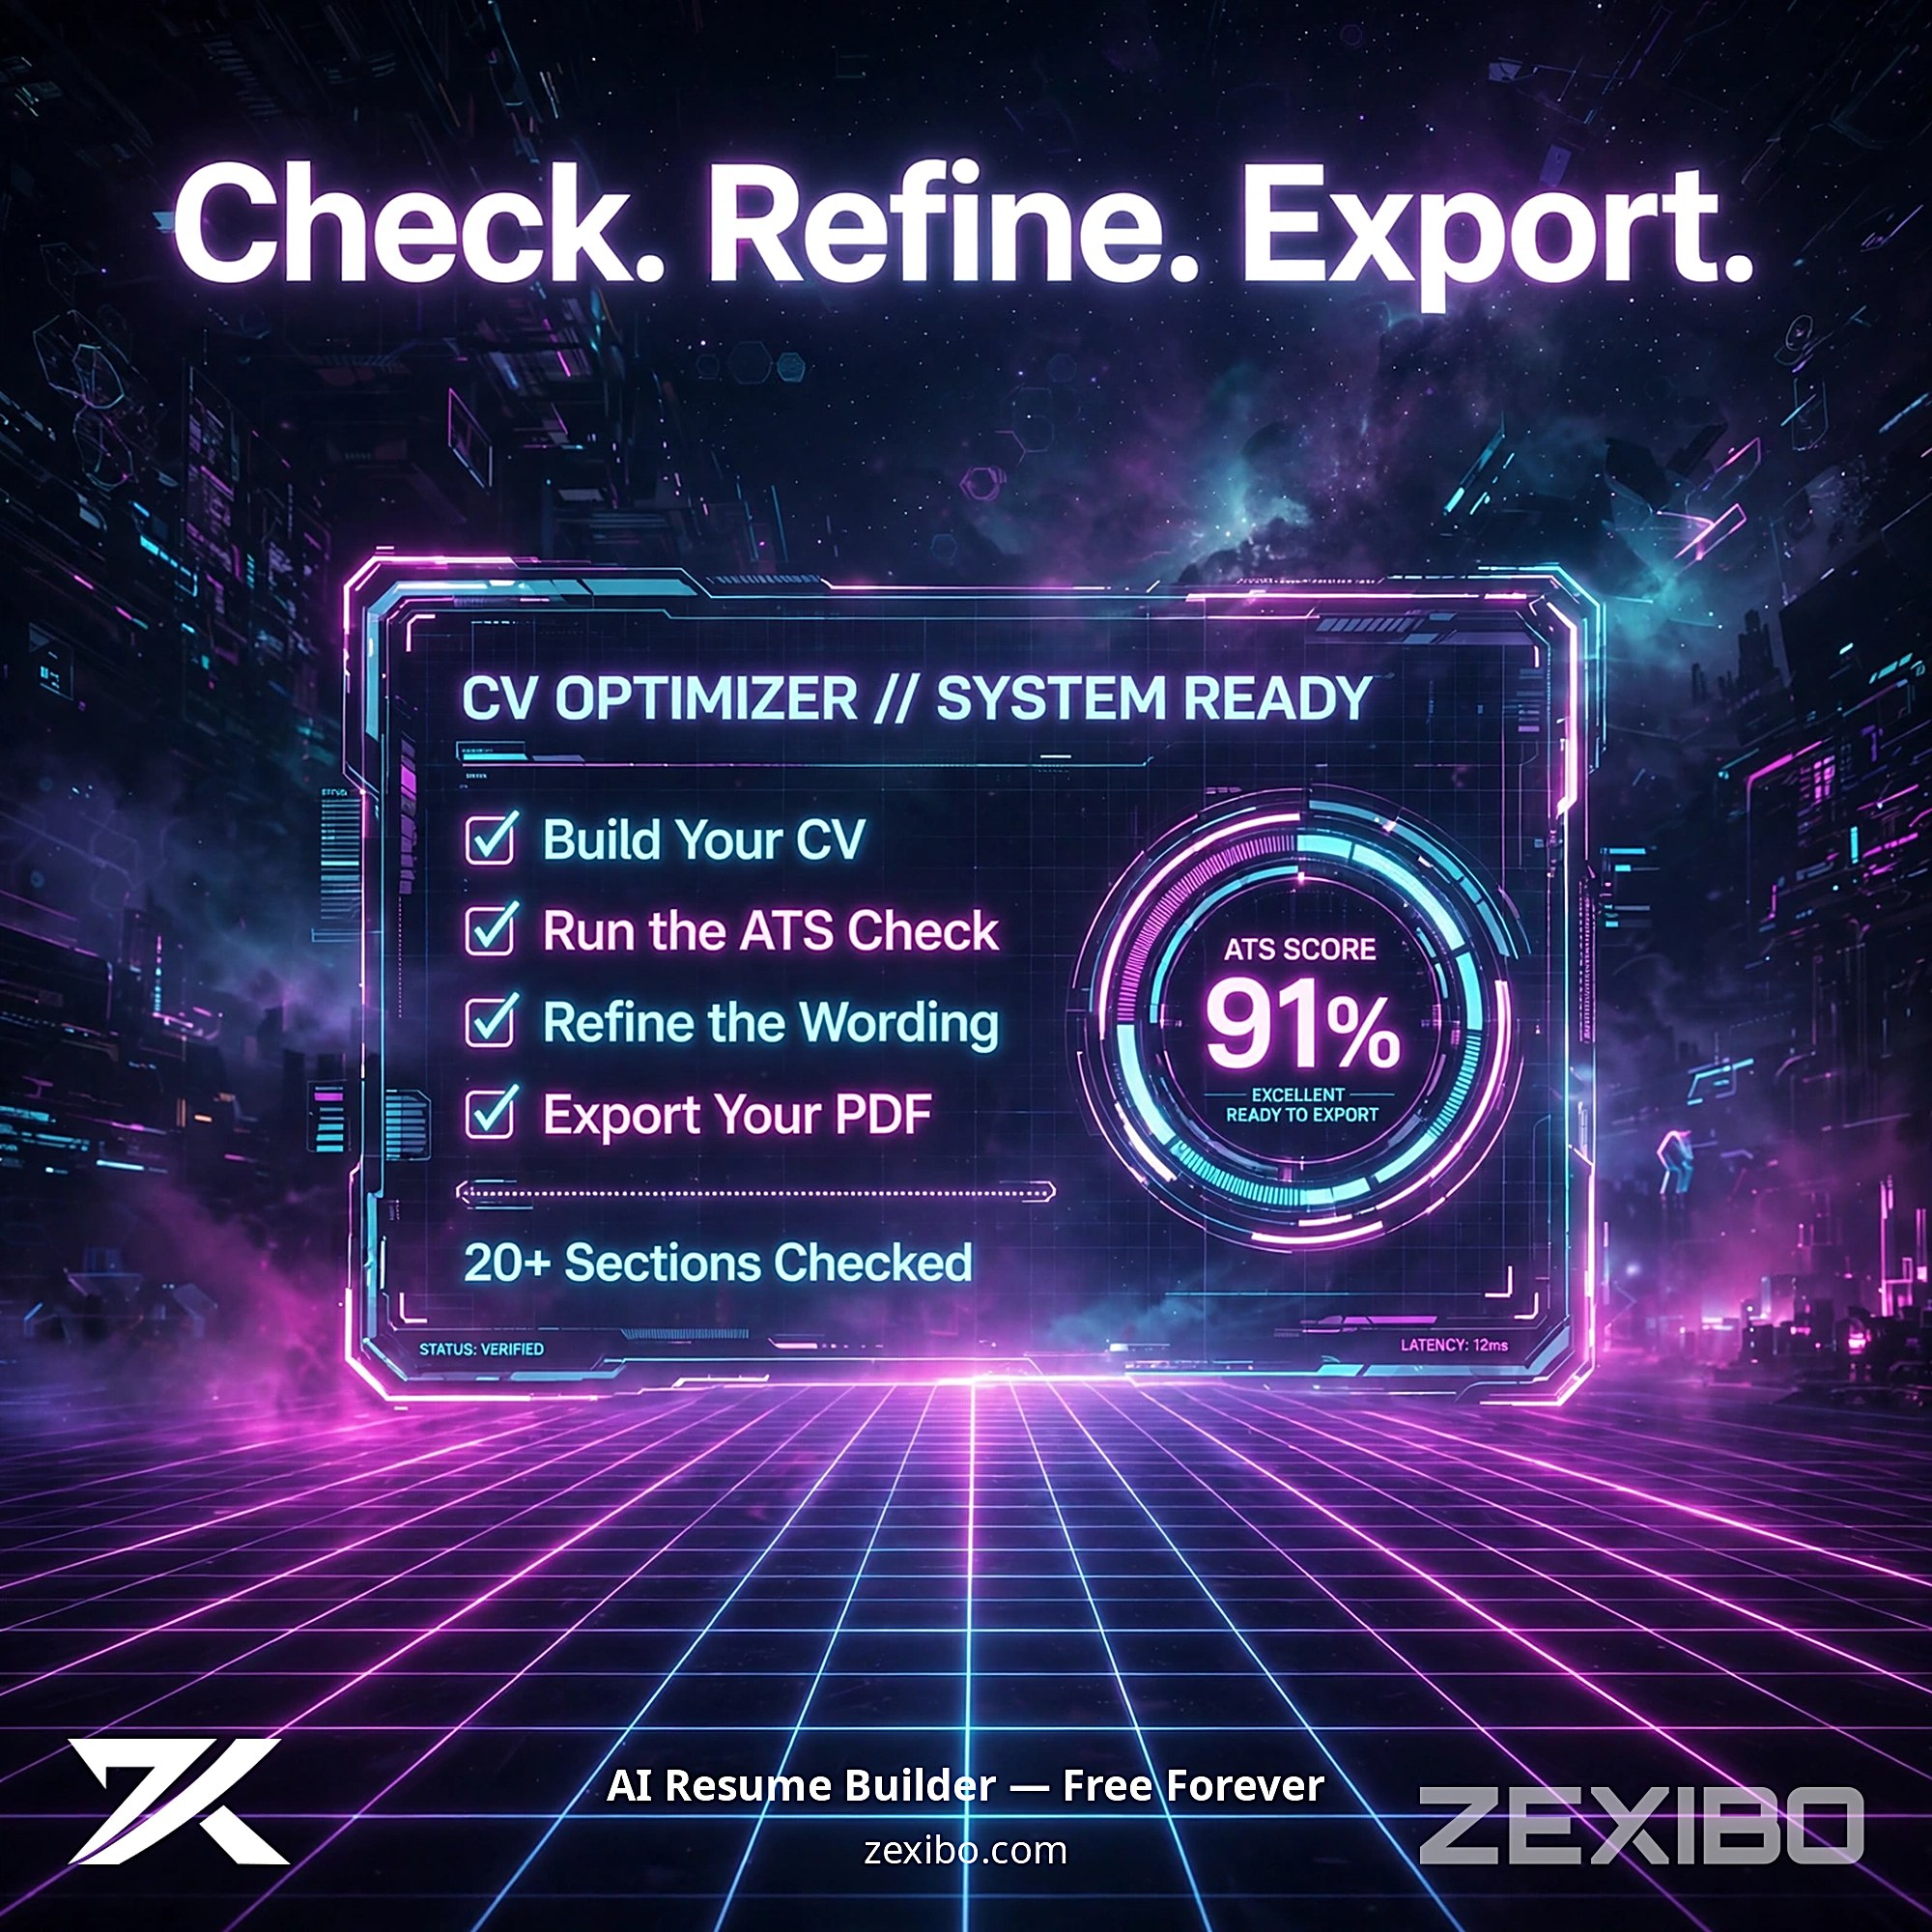 Check. Refine. Export.
CV OPTIMIZER // SYSTEM READY
Build Your CV
Run the ATS Check
Refine the Wording
Export Your PDF
ATS SCORE
91%
EXCELLENT
READY TO EXPORT
20+ Sections Checked
STATUS: VERIFIED
LATENCY: 12ms
AI Resume Builder — Free Forever
zexibo.com
ZEXIBO